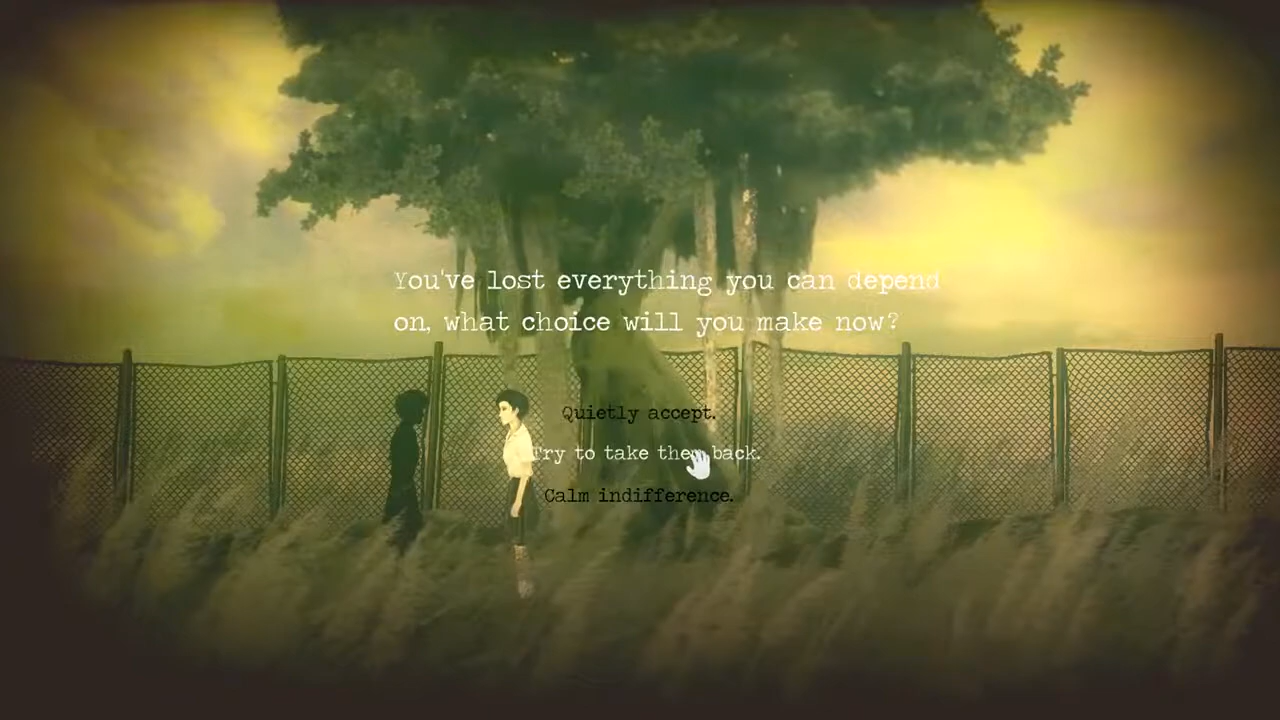 You've lost everything you can depend
on, what choice will you make now?
Quietly accept.
Try to take them back.
Calm indifference.